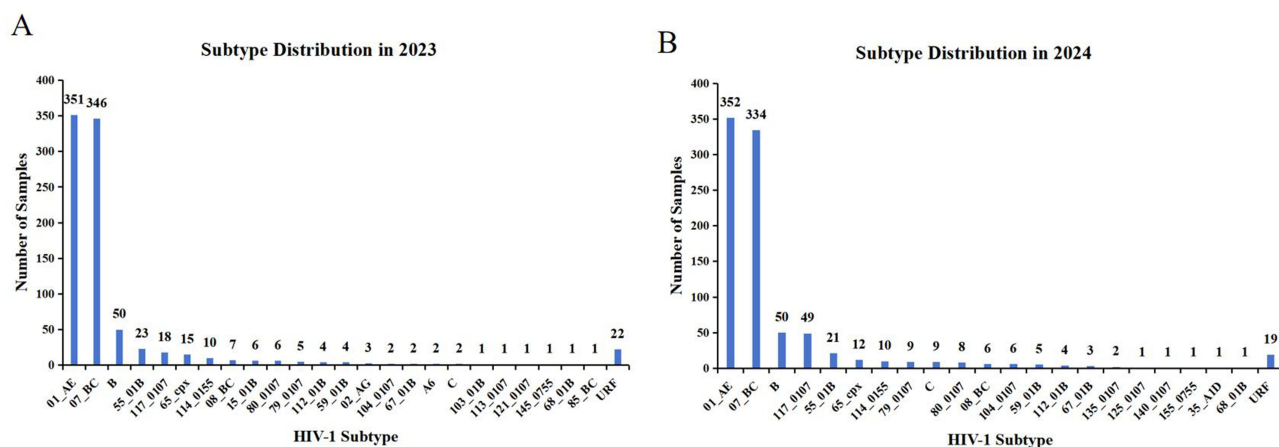 A
Subtype Distribution in 2023
Number of Samples
400
350
300
250
200
150
100
50
0
351 346 50 23 18 15 10 7 6 6 5 4 4 3 2 2 2 2 1 1 1 1 1 1 22
01_AE 07_BC B 55_01B 117_0107 65_cpx 114_0155 08_BC 15_01B 80_0107 79_0107 112_01B 59_01B 02_AG 104_0107 67_01B A6 C 103_01B 113_0107 121_0107 145_0755 68_01B 85_BC URF
HIV-1 Subtype
B
Subtype Distribution in 2024
Number of Samples
400
350
300
250
200
150
100
50
0
352 334 50 49 21 12 10 9 9 8 6 6 5 4 3 2 1 1 1 1 1 19
01_AE 07_BC B 117_0107 55_01B 65_cpx 114_0155 79_0107 C 80_0107 08_BC 104_0107 59_01B 112_01B 67_01B 135_0107 125_0107 140_0107 155_0755 35_A1D 68_01B URF
HIV-1 Subtype